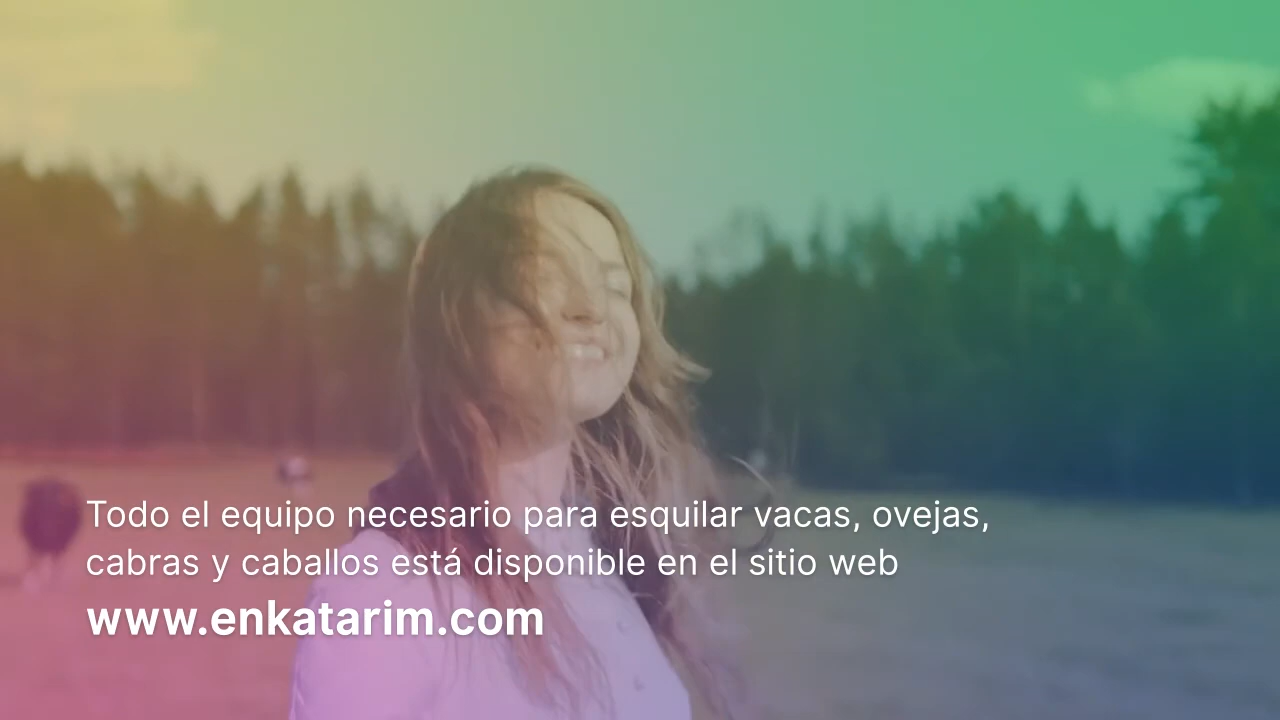 Todo el equipo necesario para esquilar vacas, ovejas,
cabras y caballos está disponible en el sitio web
www.enkatarim.com